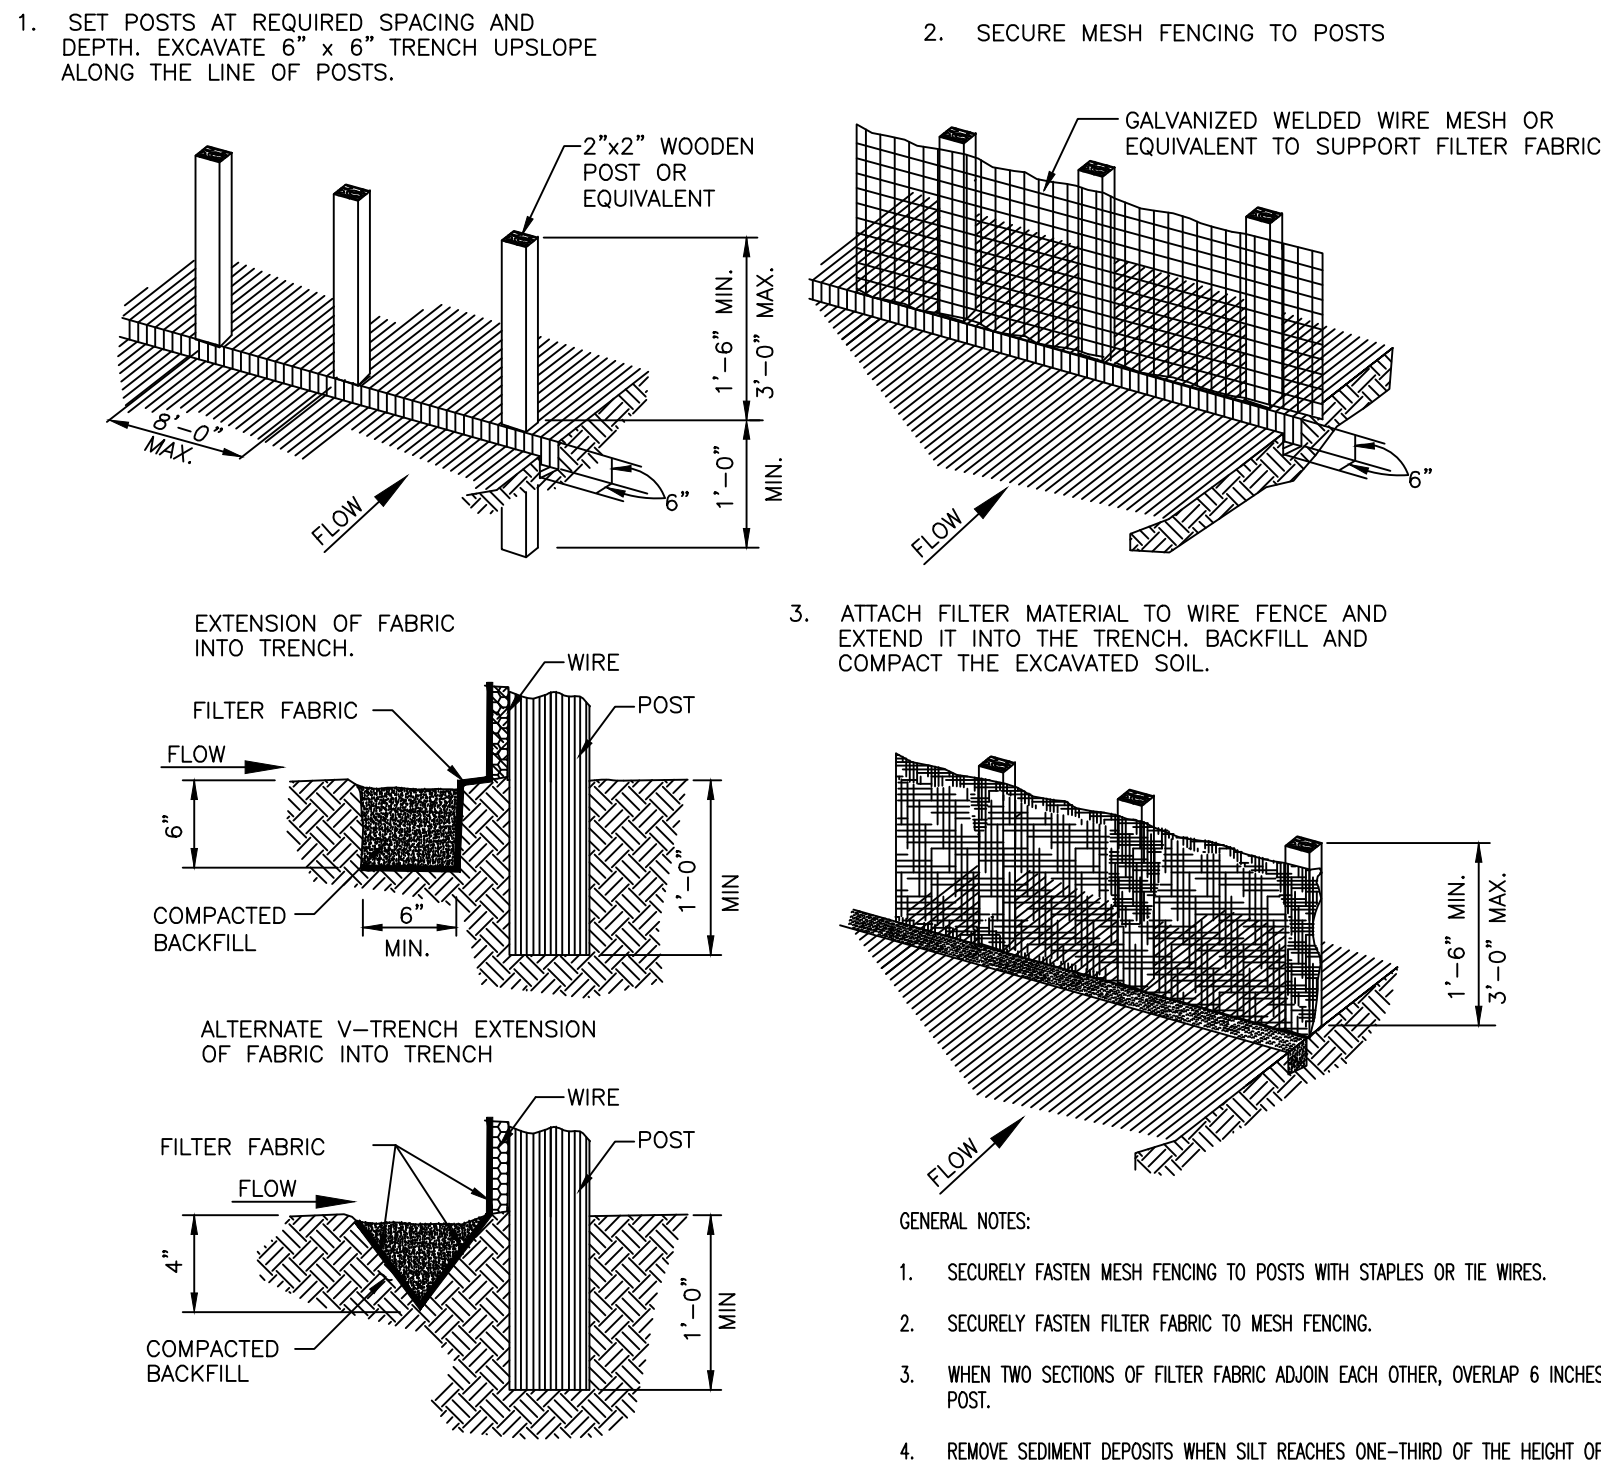 1. SET POSTS AT REQUIRED SPACING AND
DEPTH. EXCAVATE 6” x 6” TRENCH UPSLOPE
ALONG THE LINE OF POSTS.
2”x2” WOODEN
POST OR
EQUIVALENT
1’-6” MIN.
3’-0” MAX.
1’-0”
MIN.
8’-0”
MAX.
6”
FLOW
2. SECURE MESH FENCING TO POSTS
GALVANIZED WELDED WIRE MESH OR
EQUIVALENT TO SUPPORT FILTER FABRIC
6”
FLOW
EXTENSION OF FABRIC
INTO TRENCH.
WIRE
FILTER FABRIC
POST
FLOW
6”
1’-0”
MIN
COMPACTED
BACKFILL
6”
MIN.
3. ATTACH FILTER MATERIAL TO WIRE FENCE AND
EXTEND IT INTO THE TRENCH. BACKFILL AND
COMPACT THE EXCAVATED SOIL.
1’-6” MIN.
3’-0” MAX.
FLOW
ALTERNATE V-TRENCH EXTENSION
OF FABRIC INTO TRENCH
WIRE
FILTER FABRIC
POST
FLOW
4”
1’-0”
MIN
COMPACTED
BACKFILL
GENERAL NOTES:
1. SECURELY FASTEN MESH FENCING TO POSTS WITH STAPLES OR TIE WIRES.
2. SECURELY FASTEN FILTER FABRIC TO MESH FENCING.
3. WHEN TWO SECTIONS OF FILTER FABRIC ADJOIN EACH OTHER, OVERLAP 6 INCHES
POST.
4. REMOVE SEDIMENT DEPOSITS WHEN SILT REACHES ONE-THIRD OF THE HEIGHT OF